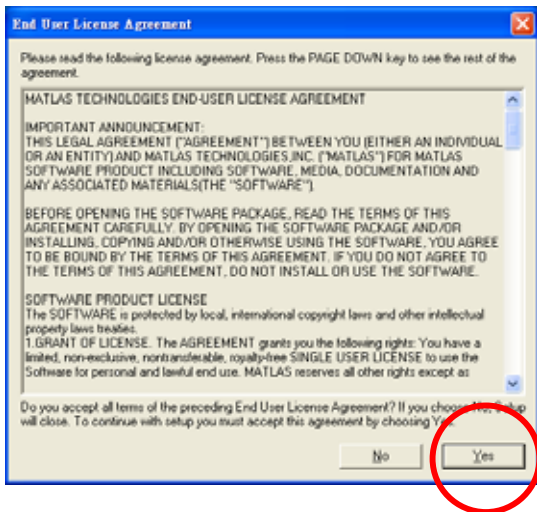 End User License Agreement
Please read the following license agreement. Press the PAGE DOWN key to see the rest of the
agreement.
MATLAS TECHNOLOGIES END-USER LICENSE AGREEMENT
IMPORTANT ANNOUNCEMENT:
THIS LEGAL AGREEMENT ("AGREEMENT") BETWEEN YOU (EITHER AN INDIVIDUAL
OR AN ENTITY) AND MATLAS TECHNOLOGIES,INC. ("MATLAS") FOR MATLAS
SOFTWARE PRODUCT INCLUDING SOFTWARE, MEDIA, DOCUMENTATION AND
ANY ASSOCIATED MATERIALS(THE "SOFTWARE").
BEFORE OPENING THE SOFTWARE PACKAGE, READ THE TERMS OF THIS
AGREEMENT CAREFULLY. BY OPENING THE SOFTWARE PACKAGE AND/OR
INSTALLING, COPYING AND/OR OTHERWISE USING THE SOFTWARE, YOU AGREE
TO BE BOUND BY THE TERMS OF THIS AGREEMENT. IF YOU DO NOT AGREE TO
THE TERMS OF THIS AGREEMENT, DO NOT INSTALL OR USE THE SOFTWARE.
SOFTWARE PRODUCT LICENSE
The SOFTWARE is protected by local, international copyright laws and other intellectual
property laws treaties.
1.GRANT OF LICENSE. The AGREEMENT grants you the following rights: You have a
limited, non-exclusive, nontransferable, royalty-free SINGLE USER LICENSE to use the
Software for personal and lawful end use. MATLAS reserves all other rights except as
Do you accept all terms of the preceding End User License Agreement? If you choose No, Setup
will close. To continue with setup you must accept this agreement by choosing Yes.
No
Yes